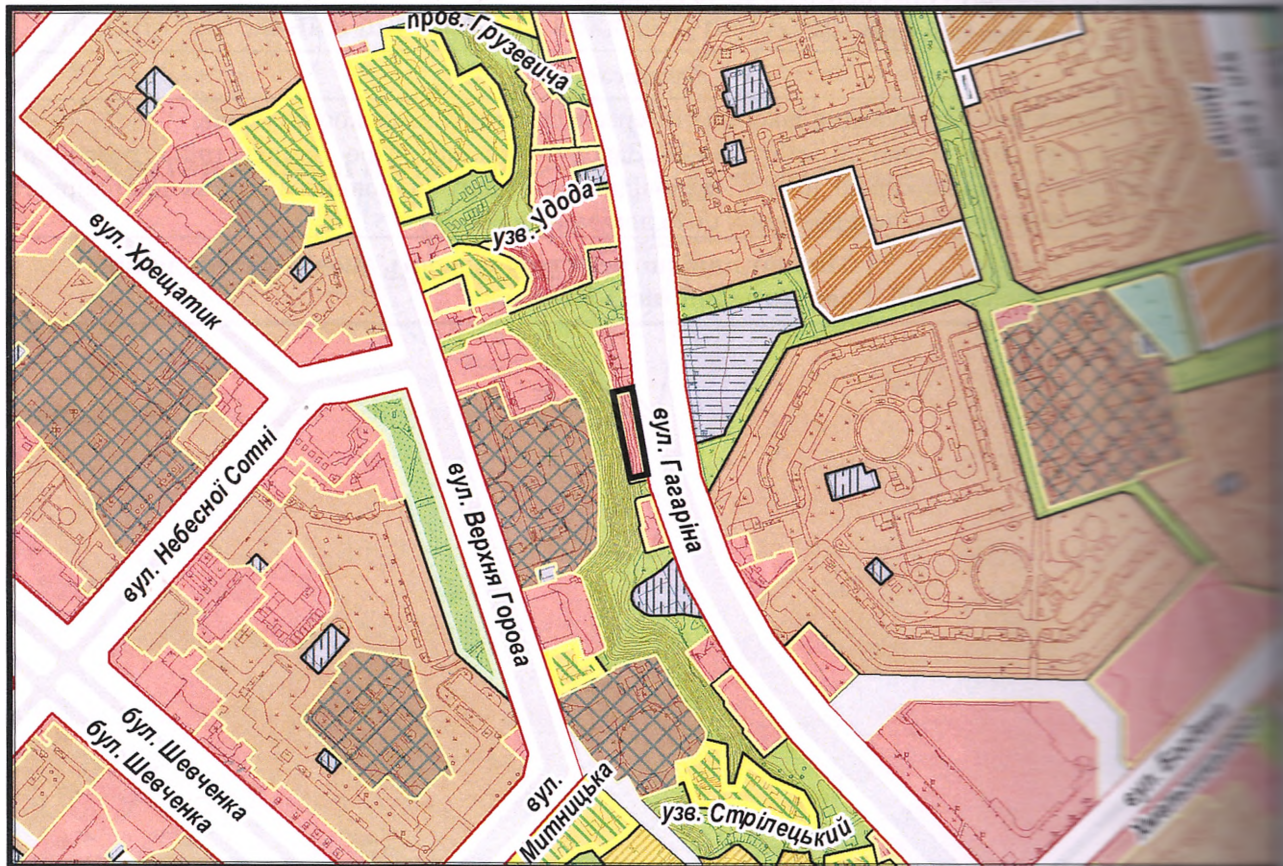 пров. Грузевича
узв. Удода
вул. Хрещатик
вул. Гагаріна
вул. Небесної Сотні
вул. Верхня Горова
бул. Шевченка
бул. Шевченка
вул.
Митницька
узв. Стрілецький